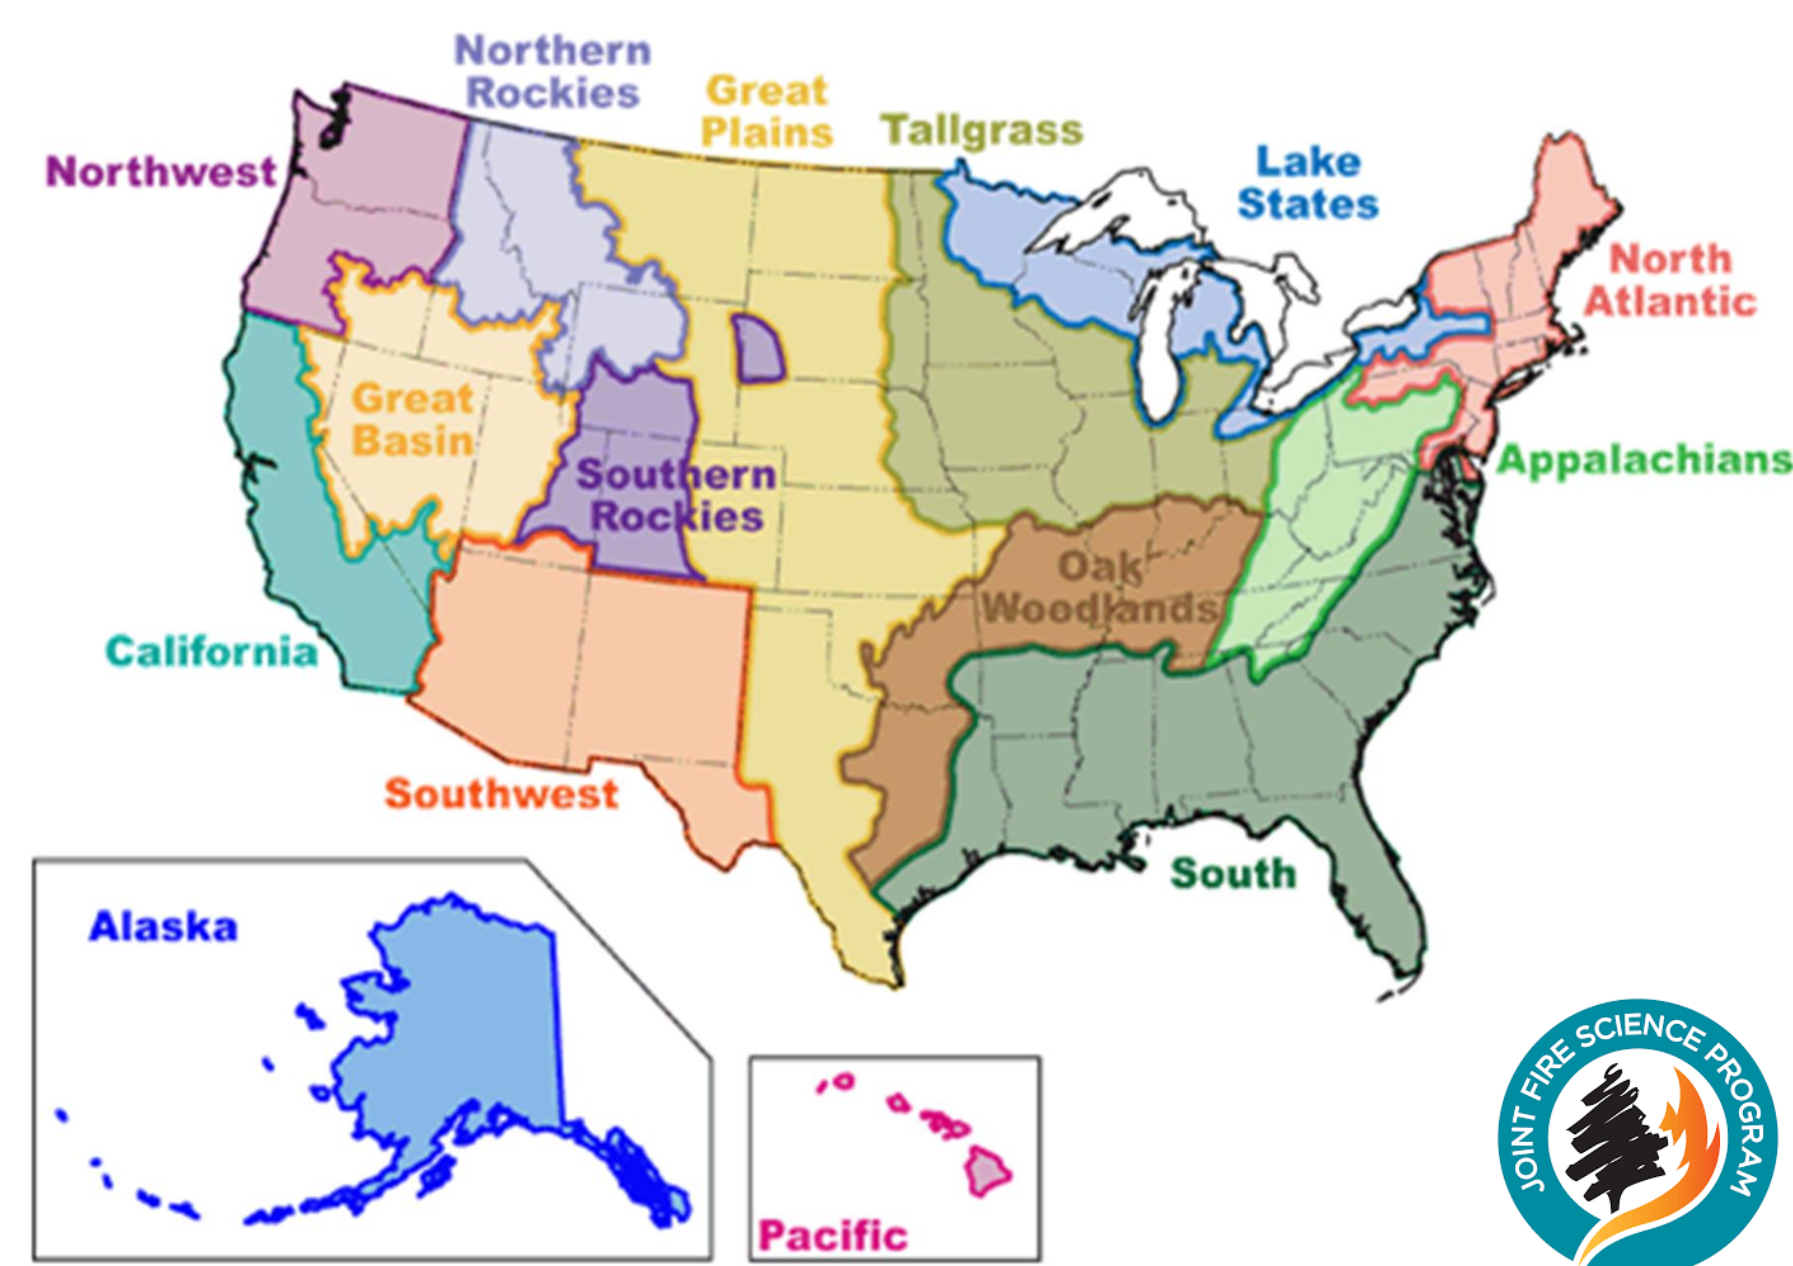 Northern
Rockies
Great
Plains
Tallgrass
Northwest
Lake
States
North
Atlantic
Great
Basin
Southern
Rockies
Appalachians
Oak
Woodlands
California
Southwest
South
Alaska
Pacific
JOINT FIRE SCIENCE PROGRAM